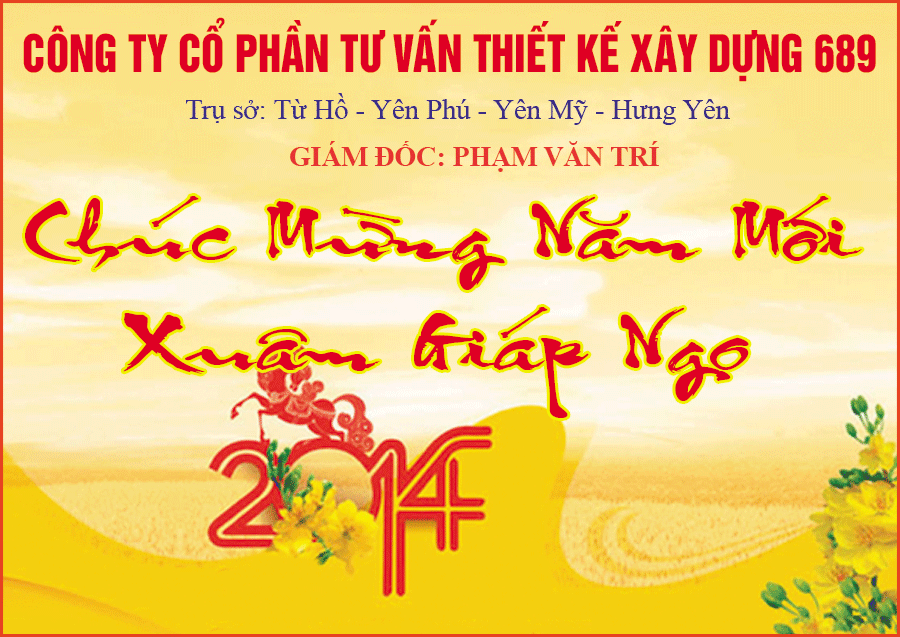 CÔNG TY CỔ PHẦN TƯ VẤN THIẾT KẾ XÂY DỰNG 689
Trụ sở: Từ Hồ - Yên Phú - Yên Mỹ - Hưng Yên
GIÁM ĐỐC: PHẠM VĂN TRÍ
Chúc Mừng Năm Mới
Xuân Giáp Ngọ
2014